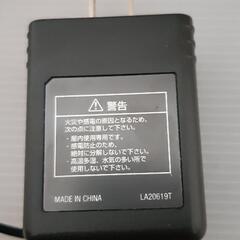 ⚠ 警告
火災や感電の原因となるため、
次の点に注意して下さい。
・屋内使用専用です。
・感電防止のため、
絶対に分解しないで下さい。
・高温多湿、水気の多い所で
使用しないで下さい。
MADE IN CHINA LA20619T